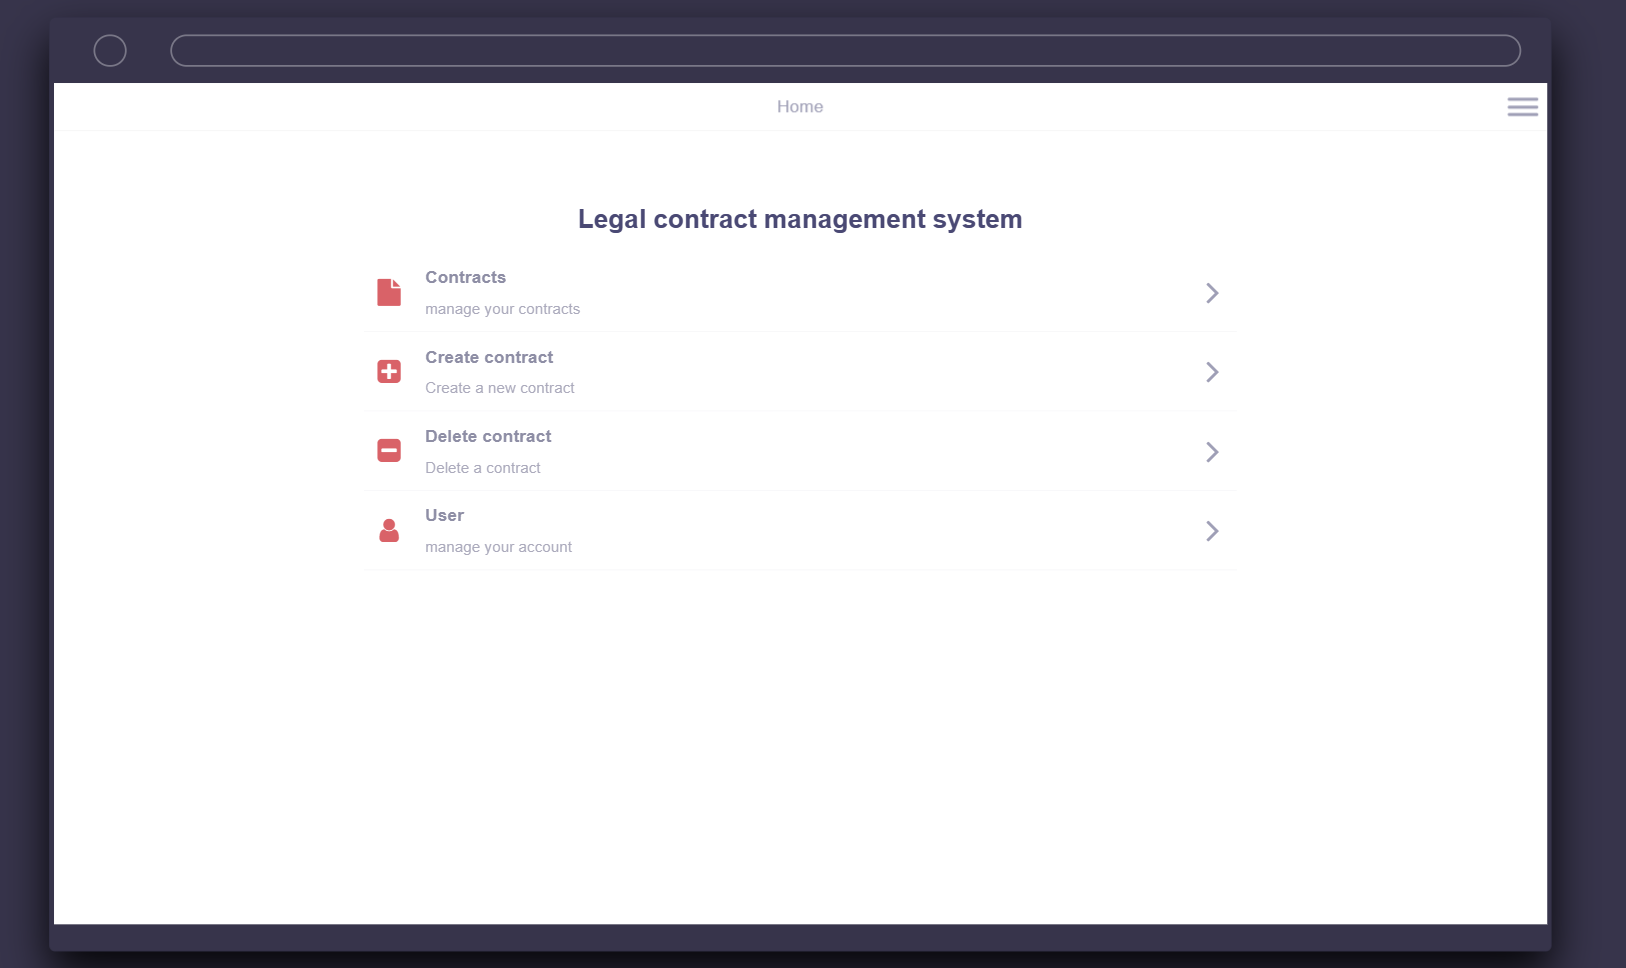 Home
Legal contract management system
Contracts
manage your contracts
Create contract
Create a new contract
Delete contract
Delete a contract
User
manage your account